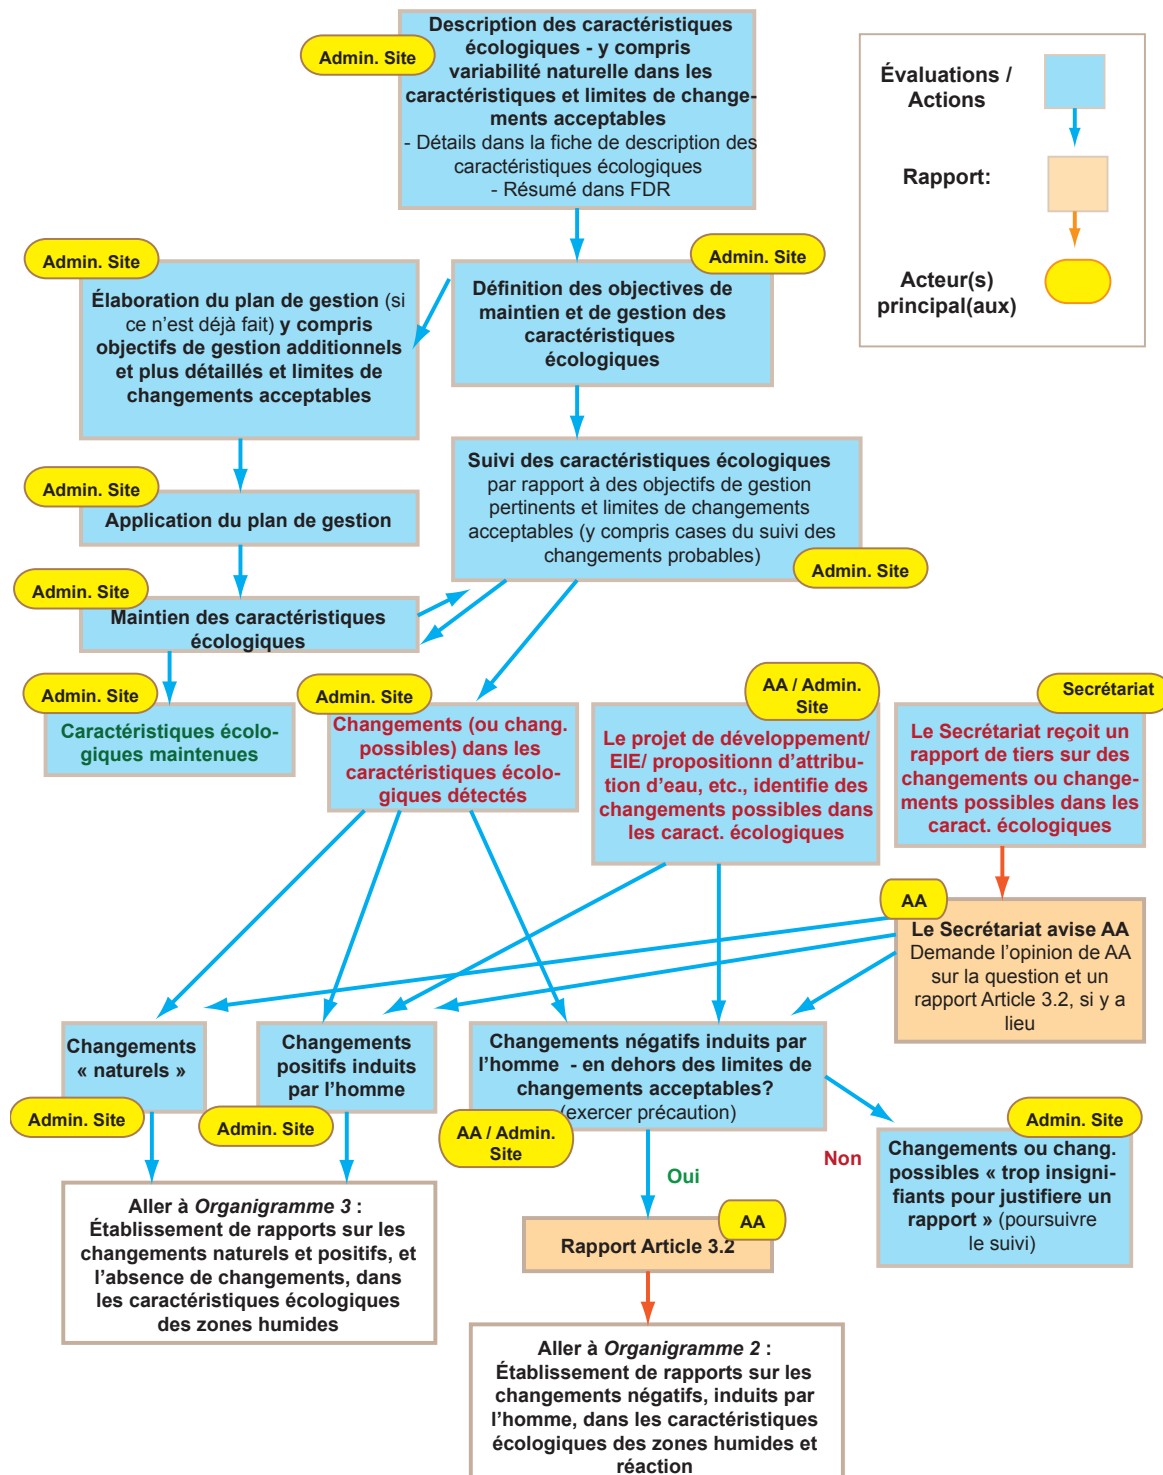 Admin. Site
Description des caractéristiques
écologiques - y compris
variabilité naturelle dans les
caractéristiques et limites de change-
ments acceptables
- Détails dans la fiche de description des
caractéristiques écologiques
- Résumé dans FDR
Évaluations /
Actions
Rapport:
Acteur(s)
principal(aux)
Admin. Site
Élaboration du plan de gestion (si
ce n'est déjà fait) y compris
objectifs de gestion additionnels
et plus détaillés et limites de
changements acceptables
Admin. Site
Définition des objectives de
maintien et de gestion des
caractéristiques
écologiques
Admin. Site
Application du plan de gestion
Suivi des caractéristiques écologiques
par rapport à des objectifs de gestion
pertinents et limites de changements
acceptables (y compris cases du suivi des
changements probables)
Admin. Site
Admin. Site
Maintien des caractéristiques
écologiques
Admin. Site
Caractéristiques écolo-
giques maintenues
Admin. Site
Changements (ou chang.
possibles) dans les
caractéristiques écolo-
giques détectés
AA / Admin.
Site
Le projet de développement/
EIE/ propositionn d'attribu-
tion d'eau, etc., identifie des
changements possibles dans
les caract. écologiques
Secrétariat
Le Secrétariat reçoit un
rapport de tiers sur des
changements ou change-
ments possibles dans les
caract. écologiques
AA
Le Secrétariat avise AA
Demande l'opinion de AA
sur la question et un
rapport Article 3.2, si y a
lieu
Changements
« naturels »
Admin. Site
Changements
positifs induits
par l'homme
Admin. Site
Changements négatifs induits par
l'homme - en dehors des limites de
changements acceptables?
(exercer précaution)
AA / Admin.
Site
Oui
Non
Admin. Site
Changements ou chang.
possibles « trop insigni-
fiants pour justifiere un
rapport » (poursuivre
le suivi)
Aller à Organigramme 3 :
Établissement de rapports sur les
changements naturels et positifs, et
l'absence de changements, dans
les caractéristiques écologiques
des zones humides
AA
Rapport Article 3.2
Aller à Organigramme 2 :
Établissement de rapports sur les
changements négatifs, induits par
l'homme, dans les caractéristiques
écologiques des zones humides et
réaction